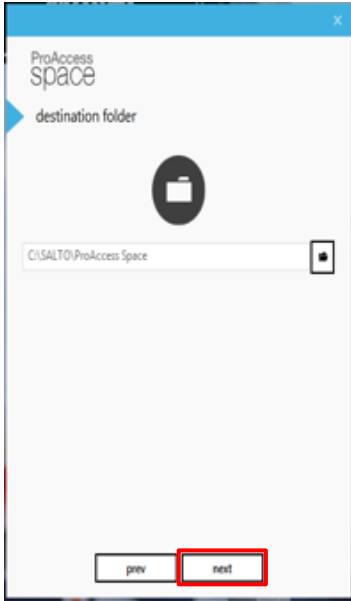 x
ProAccess
space
destination folder
C:\SALTO\ProAccess Space
prev next